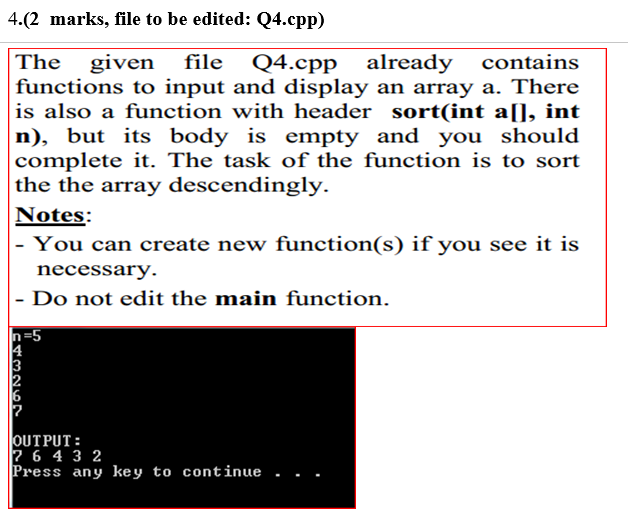 4.(2 marks, file to be edited: Q4.cpp)
The given file Q4.cpp already contains
functions to input and display an array a. There
is also a function with header sort(int a[], int
n), but its body is empty and you should
complete it. The task of the function is to sort
the the array descendingly.
Notes:
- You can create new function(s) if you see it is
necessary.
- Do not edit the main function.
n=5
4
3
2
6
7
OUTPUT:
7 6 4 3 2
Press any key to continue . . .